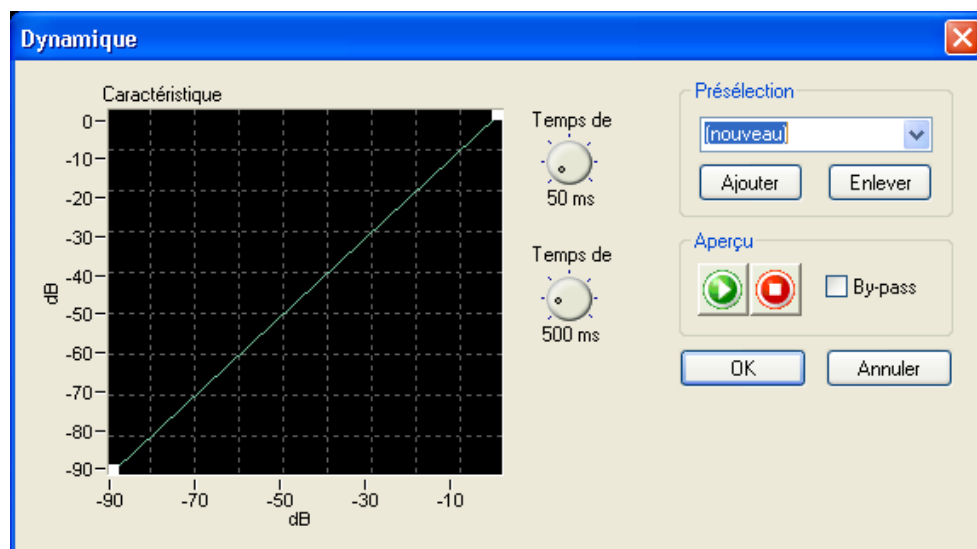 Dynamique
Caractéristique
0
-10
-20
-30
-40
-50
-60
-70
-80
-90
dB
-90
-70
-50
-30
-10
dB
Temps de
50 ms
Temps de
500 ms
Présélection
(nouveau)
Ajouter
Enlever
Aperçu
By-pass
OK
Annuler